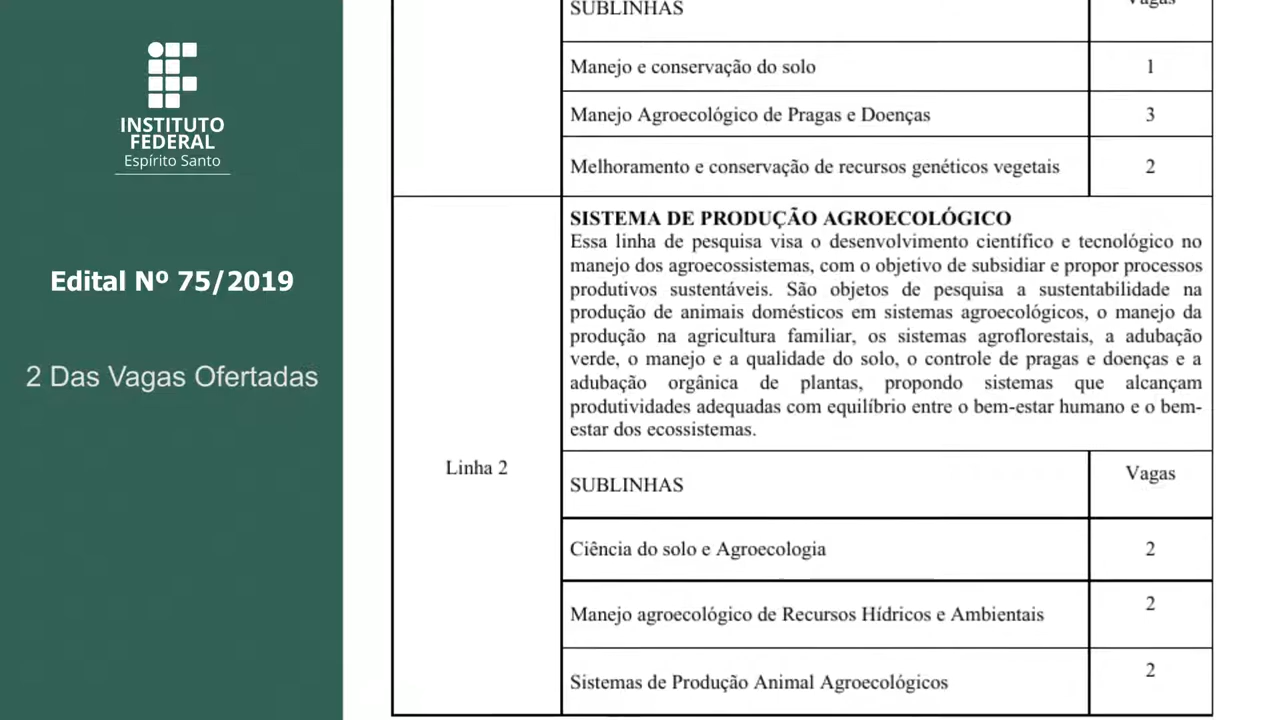 INSTITUTO
FEDERAL
Espírito Santo
Edital Nº 75/2019
2 Das Vagas Ofertadas
SUBLINHAS
Vagas
Manejo e conservação do solo
1
Manejo Agroecológico de Pragas e Doenças
3
Melhoramento e conservação de recursos genéticos vegetais
2
Linha 2
SISTEMA DE PRODUÇÃO AGROECOLÓGICO
Essa linha de pesquisa visa o desenvolvimento científico e tecnológico no
manejo dos agroecossistemas, com o objetivo de subsidiar e propor processos
produtivos sustentáveis. São objetos de pesquisa a sustentabilidade na
produção de animais domésticos em sistemas agroecológicos, o manejo da
produção na agricultura familiar, os sistemas agroflorestais, a adubação
verde, o manejo e a qualidade do solo, o controle de pragas e doenças e a
adubação orgânica de plantas, propondo sistemas que alcançam
produtividades adequadas com equilíbrio entre o bem-estar humano e o bem-
estar dos ecossistemas.
SUBLINHAS
Vagas
Ciência do solo e Agroecologia
2
Manejo agroecológico de Recursos Hídricos e Ambientais
2
Sistemas de Produção Animal Agroecológicos
2